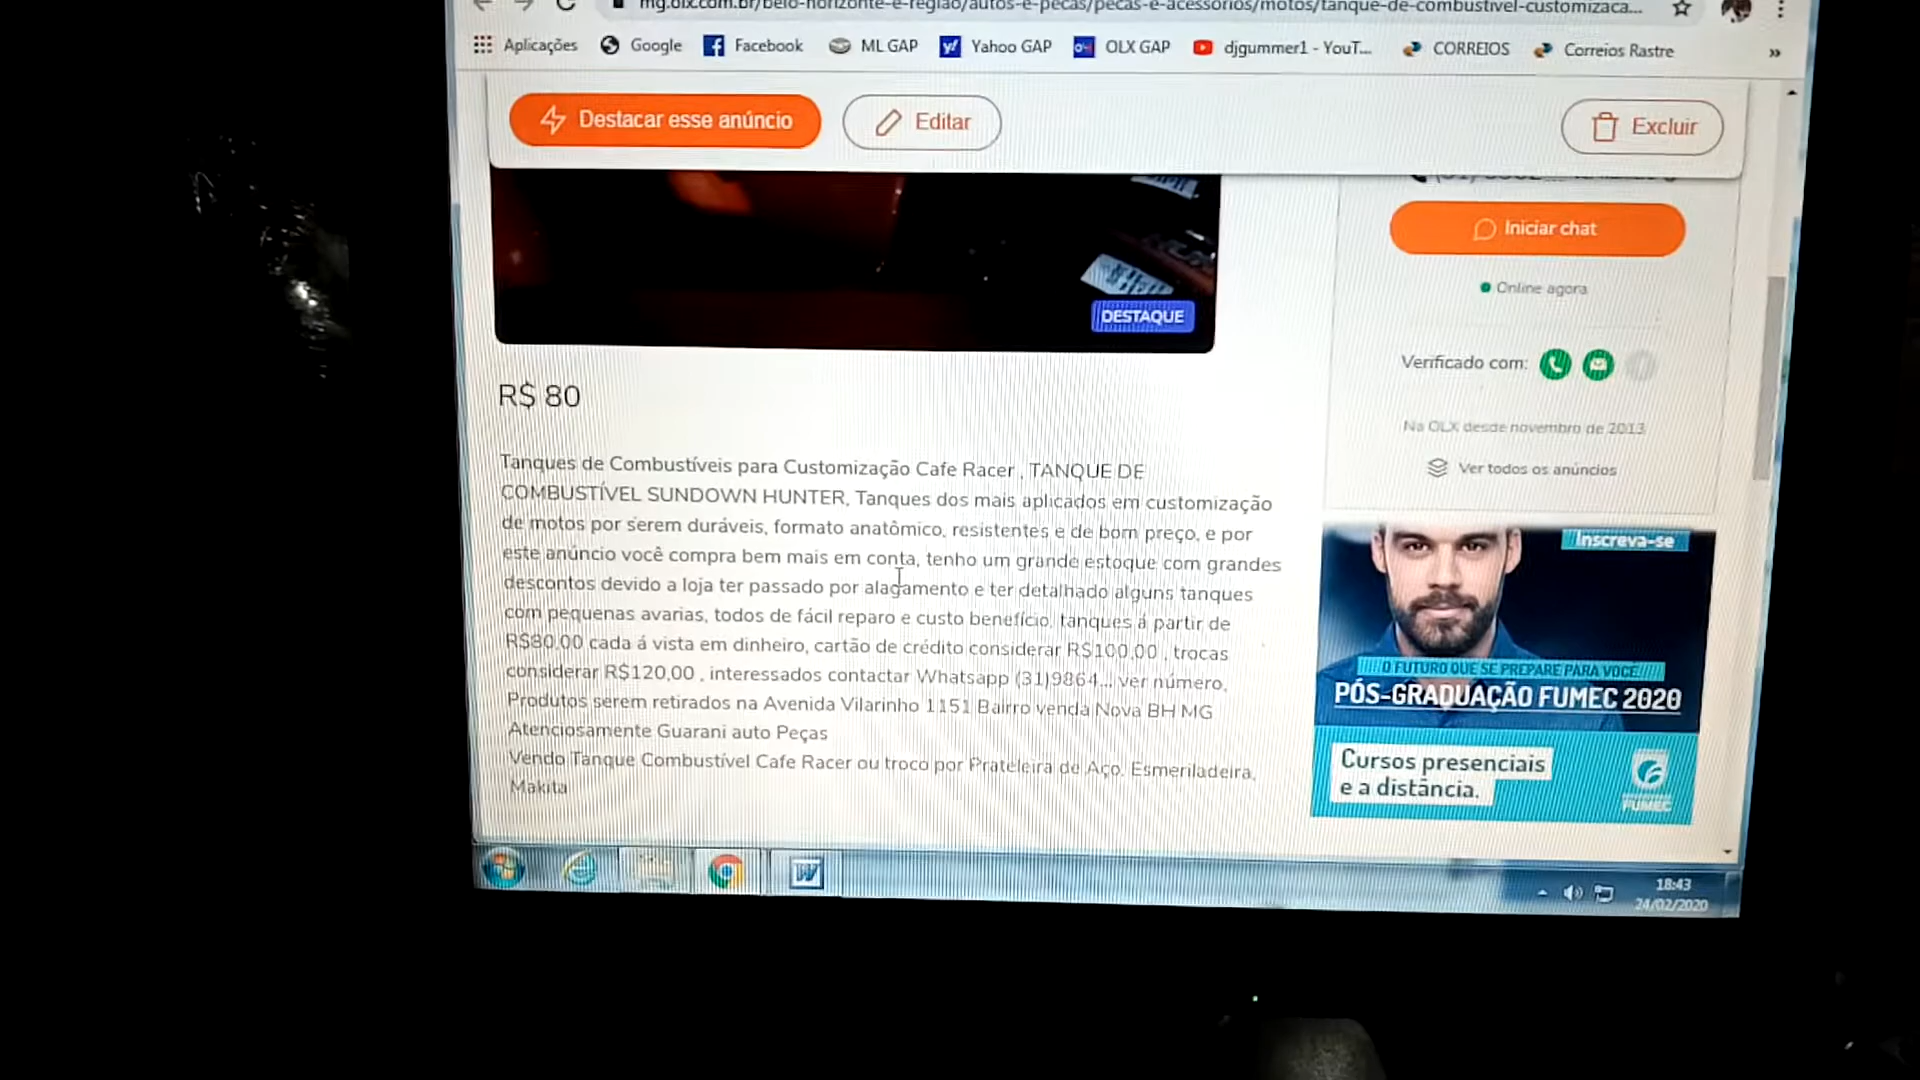 mg.olx.com.br/belo-horizonte-e-regiao/autos-e-pecas/pecas-e-acessorios/motos/tanque-de-combustivel-customizaca...
Aplicações Google Facebook ML GAP Yahoo GAP OLX GAP djgummer1 - YouT... CORREIOS Correios Rastre »
Destacar esse anúncio Editar Excluir
Iniciar chat
Online agora
DESTAQUE
Verificado com:
R$ 80
Na OLX desde novembro de 2013
Ver todos os anúncios
Tanques de Combustíveis para Customização Cafe Racer , TANQUE DE
COMBUSTÍVEL SUNDOWN HUNTER, Tanques dos mais aplicados em customização
de motos por serem duráveis, formato anatômico, resistentes e de bom preço, e por
este anúncio você compra bem mais em conta, tenho um grande estoque com grandes
descontos devido a loja ter passado por alagamento e ter detalhado alguns tanques
com pequenas avarias, todos de fácil reparo e custo benefício, tanques á partir de
R$80,00 cada á vista em dinheiro, cartão de crédito considerar R$100,00 , trocas
considerar R$120,00 , interessados contactar Whatsapp (31)9864... ver número,
Produtos serem retirados na Avenida Vilarinho 1151 Bairro venda Nova BH MG
Atenciosamente Guarani auto Peças
Vendo Tanque Combustível Cafe Racer ou troco por Prateleira de Aço, Esmeriladeira,
Makita
Inscreva-se
O FUTURO QUE SE PREPARE PARA VOCÊ
PÓS-GRADUAÇÃO FUMEC 2020
Cursos presenciais
e a distância.
FUMEC
18:43
24/02/2020